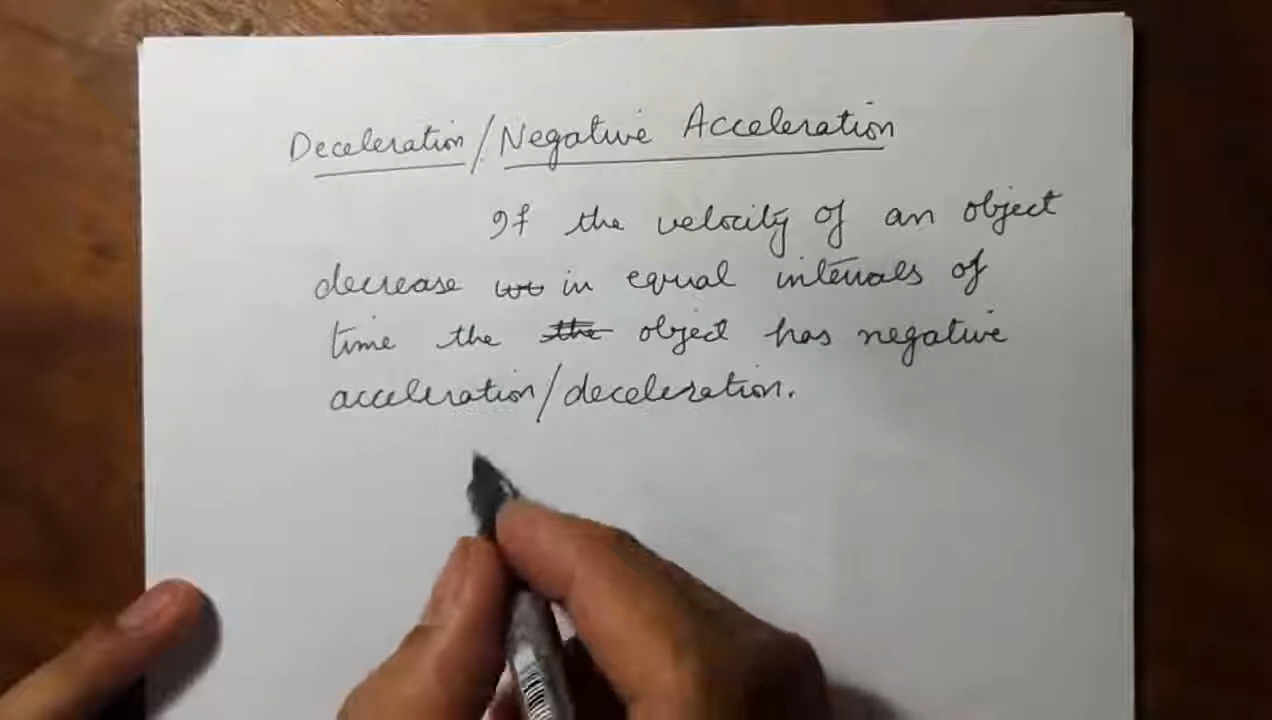 Deceleration/Negative Acceleration
If the velocity of an object
decrease in equal intervals of
time the the object has negative
acceleration/deceleration.